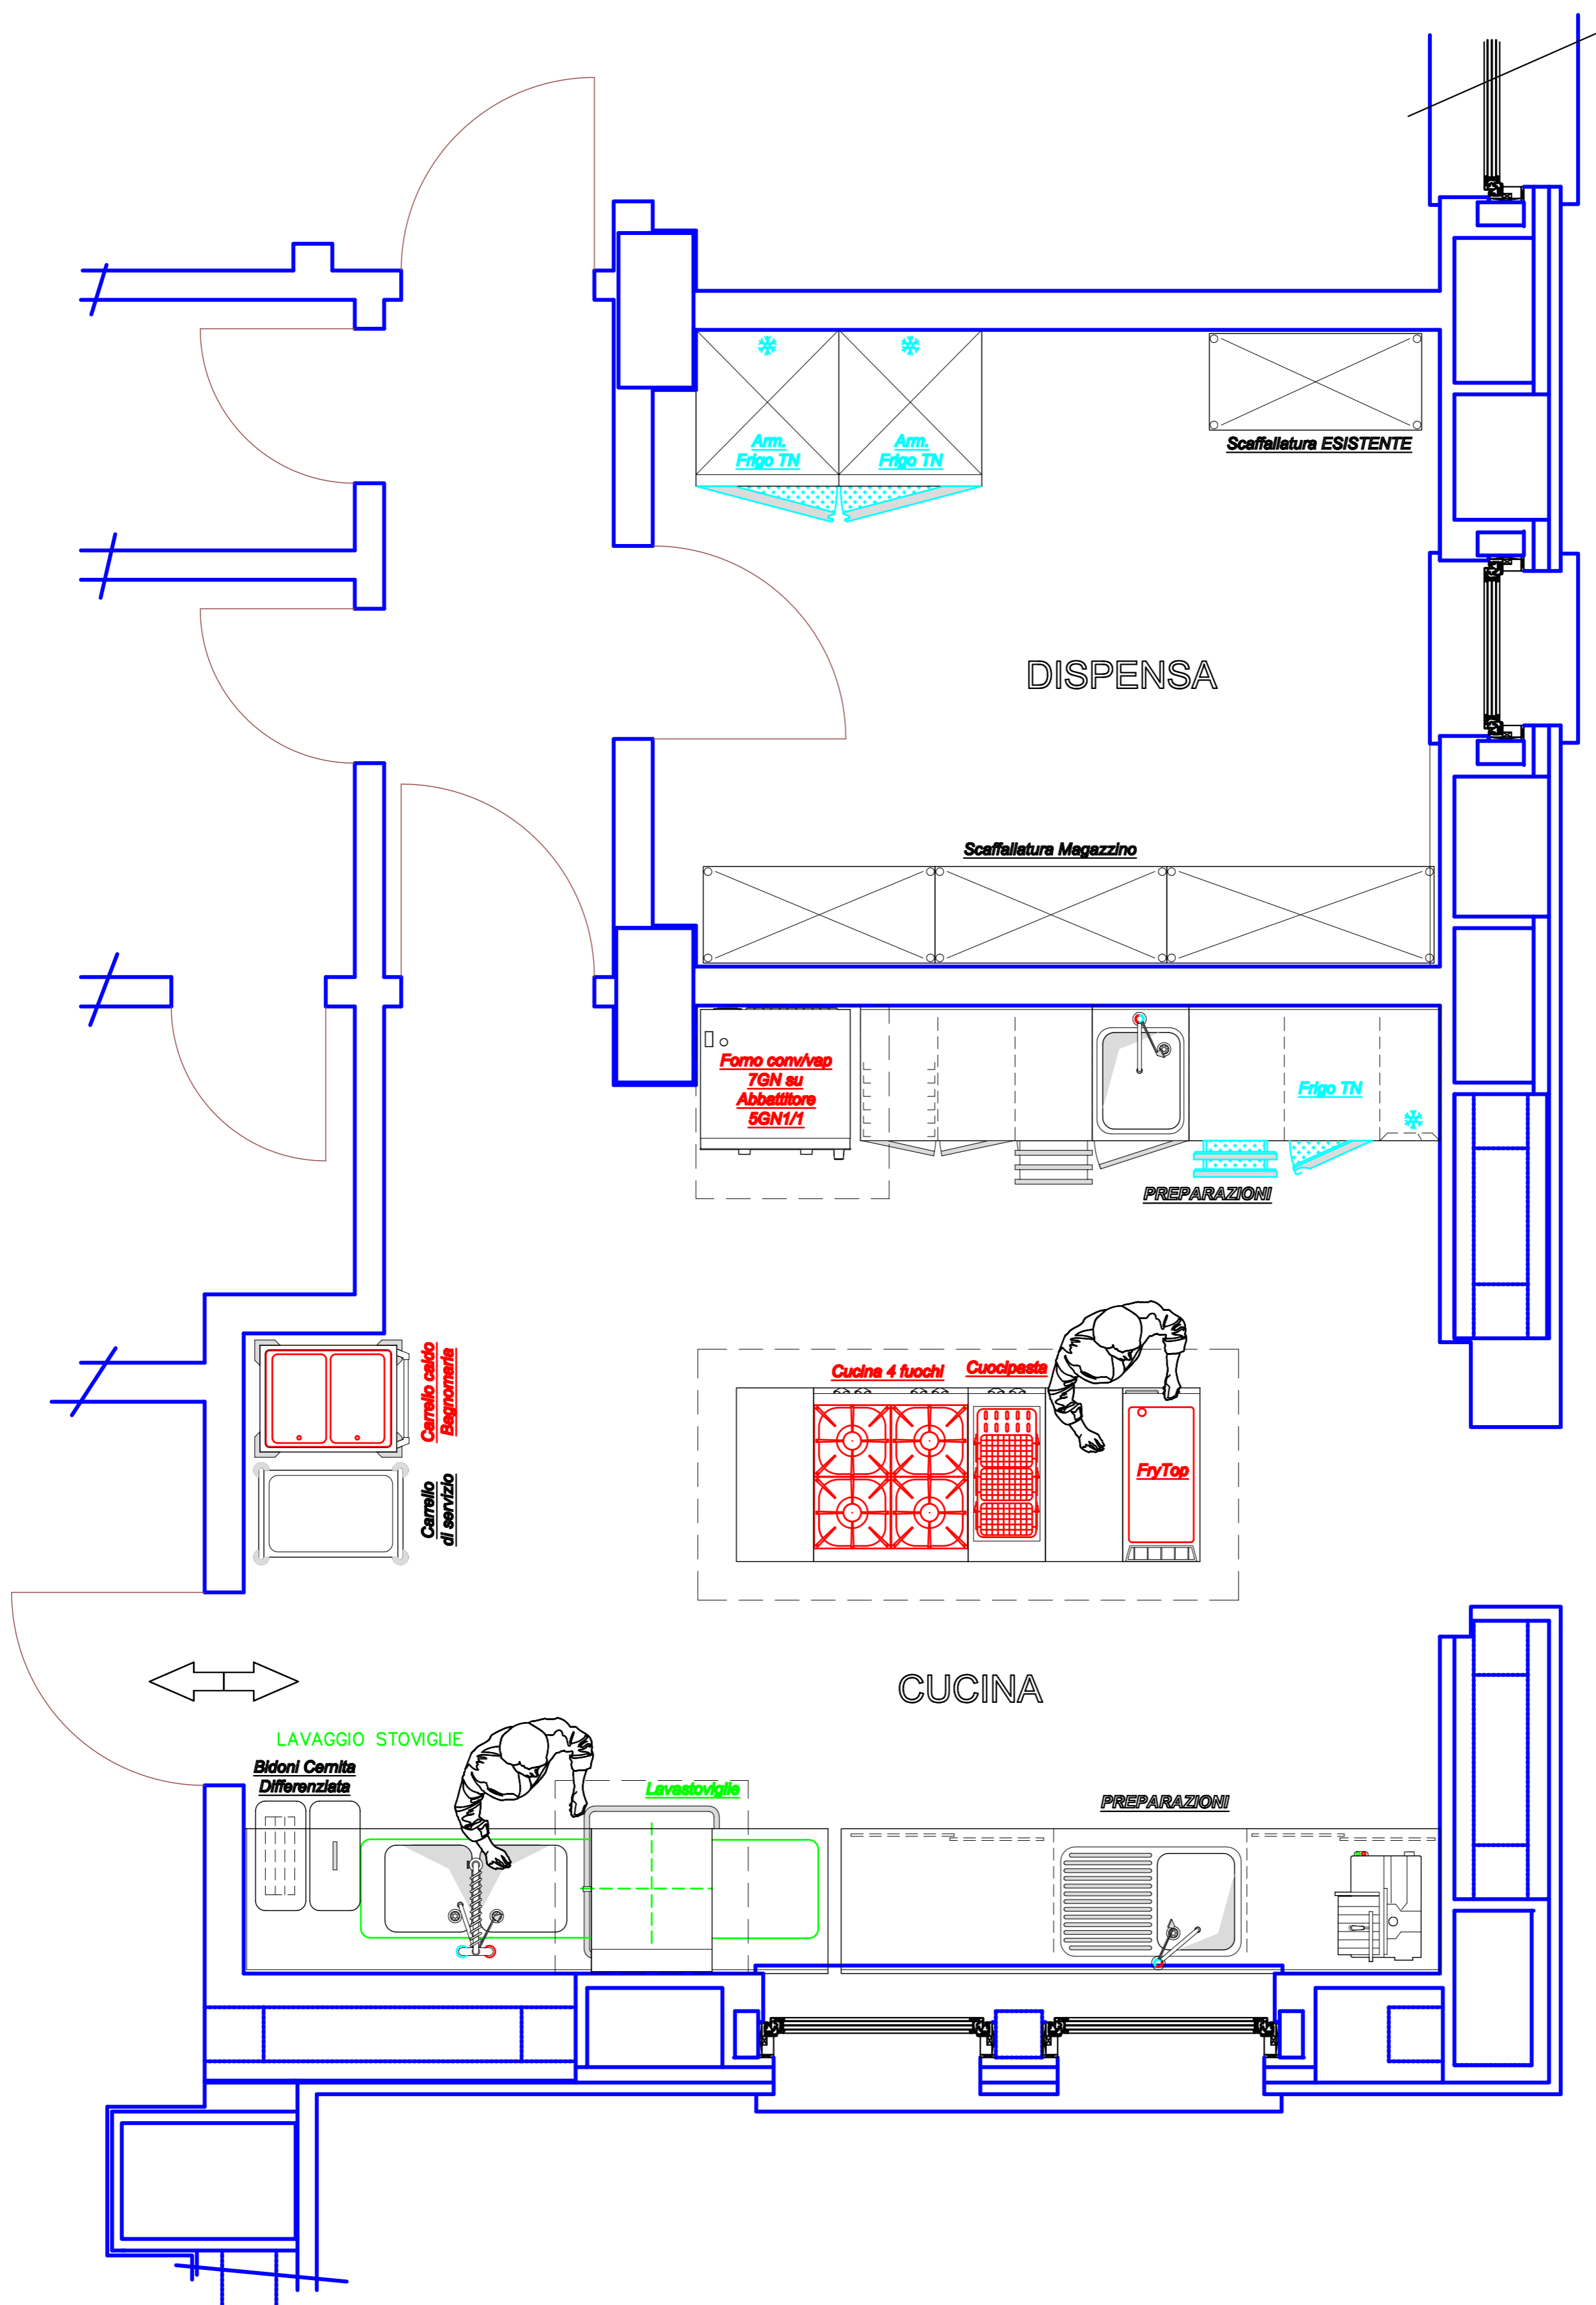 Arm.
Frigo TN
Arm.
Frigo TN
Scaffallatura ESISTENTE
DISPENSA
Scaffallatura Magazzino
Forno conv/vap
7GN su
Abbattitore
5GN1/1
Frigo TN
PREPARAZIONI
Carrello caldo
Bagnomaria
Cucina 4 fuochi
Cuocipasta
FryTop
Carrello
di servizio
CUCINA
LAVAGGIO STOVIGLIE
Bidoni Cernita
Differenziata
Lavastoviglie
PREPARAZIONI